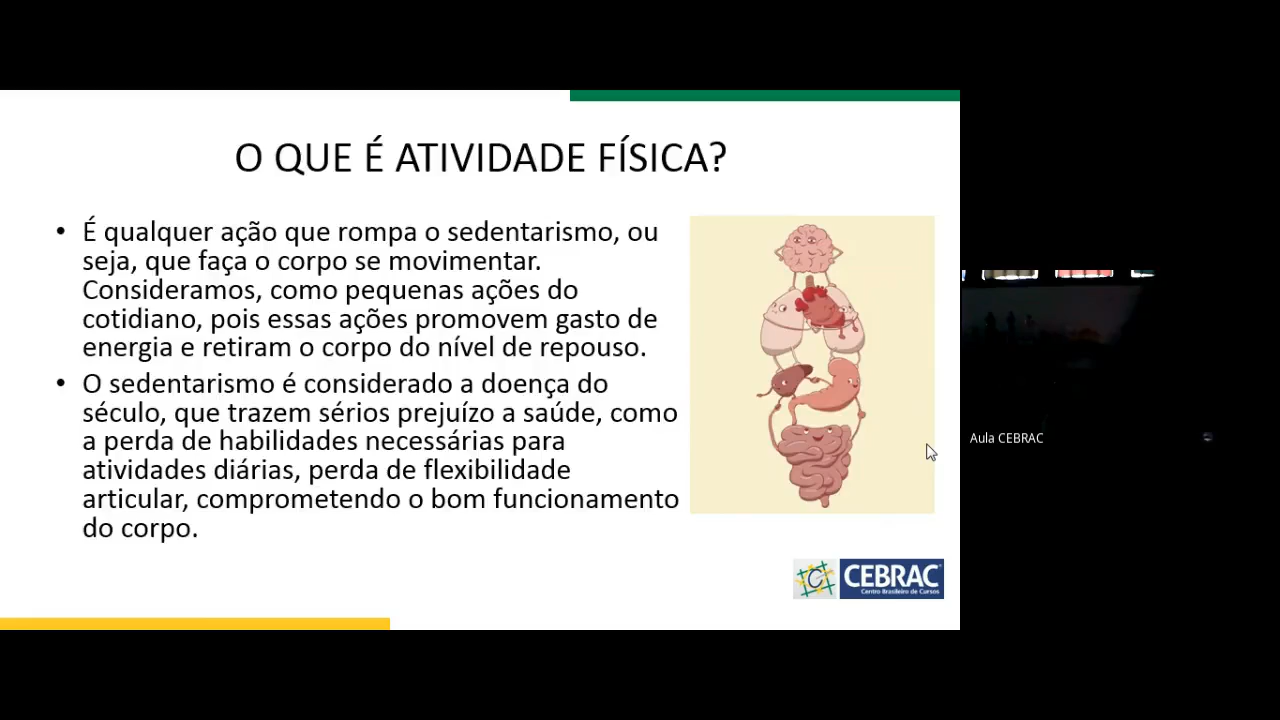 O QUE É ATIVIDADE FÍSICA?
• É qualquer ação que rompa o sedentarismo, ou
seja, que faça o corpo se movimentar.
Consideramos, como pequenas ações do
cotidiano, pois essas ações promovem gasto de
energia e retiram o corpo do nível de repouso.
• O sedentarismo é considerado a doença do
século, que trazem sérios prejuízo a saúde, como
a perda de habilidades necessárias para
atividades diárias, perda de flexibilidade
articular, comprometendo o bom funcionamento
do corpo.
C CEBRAC
Centro Brasileiro de Cursos
Aula CEBRAC